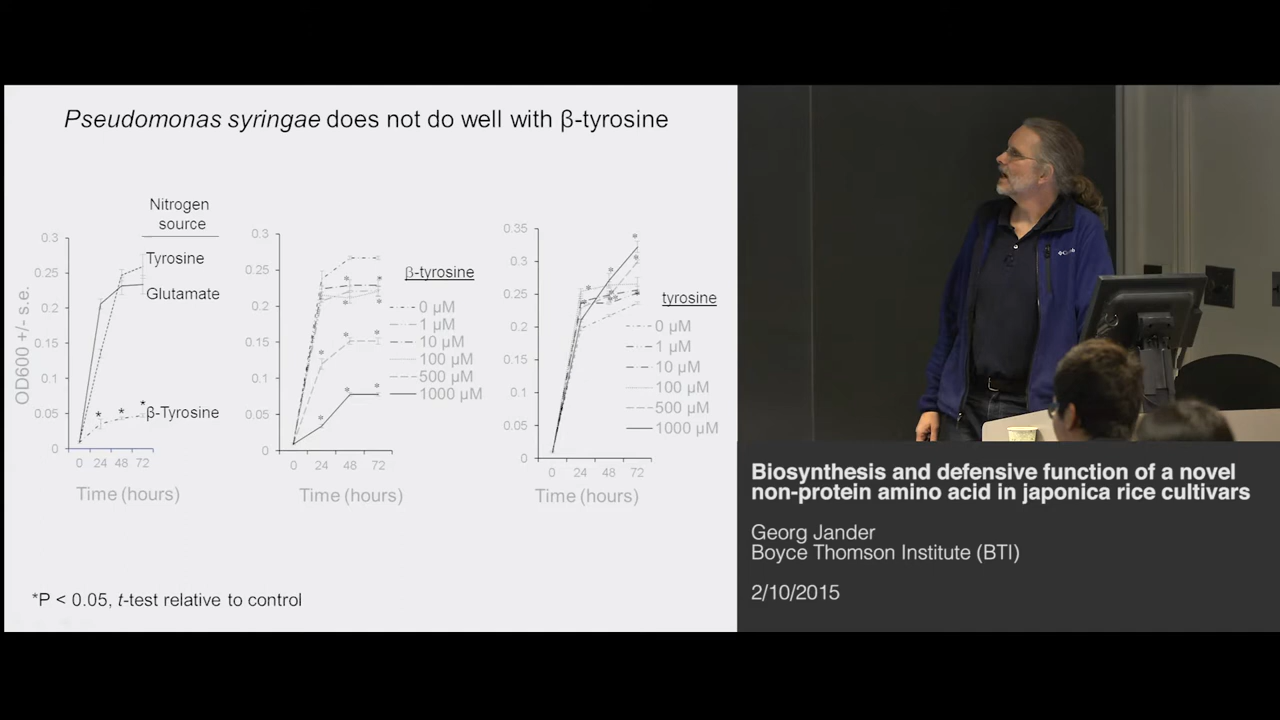 Pseudomonas syringae does not do well with β-tyrosine
Nitrogen
source
0.3
0.25
0.2
0.15
0.1
0.05
0
OD600 +/- s.e.
Tyrosine
Glutamate
* * *
β-Tyrosine
0 24 48 72
Time (hours)
0.3
0.25
0.2
0.15
0.1
0.05
0
β-tyrosine
0 µM
1 µM
10 µM
100 µM
500 µM
1000 µM
0 24 48 72
Time (hours)
0.35
0.3
0.25
0.2
0.15
0.1
0.05
0
tyrosine
0 µM
1 µM
10 µM
100 µM
500 µM
1000 µM
0 24 48 72
Time (hours)
*P < 0.05, t-test relative to control
Columbia
Biosynthesis and defensive function of a novel
non-protein amino acid in japonica rice cultivars
Georg Jander
Boyce Thomson Institute (BTI)
2/10/2015